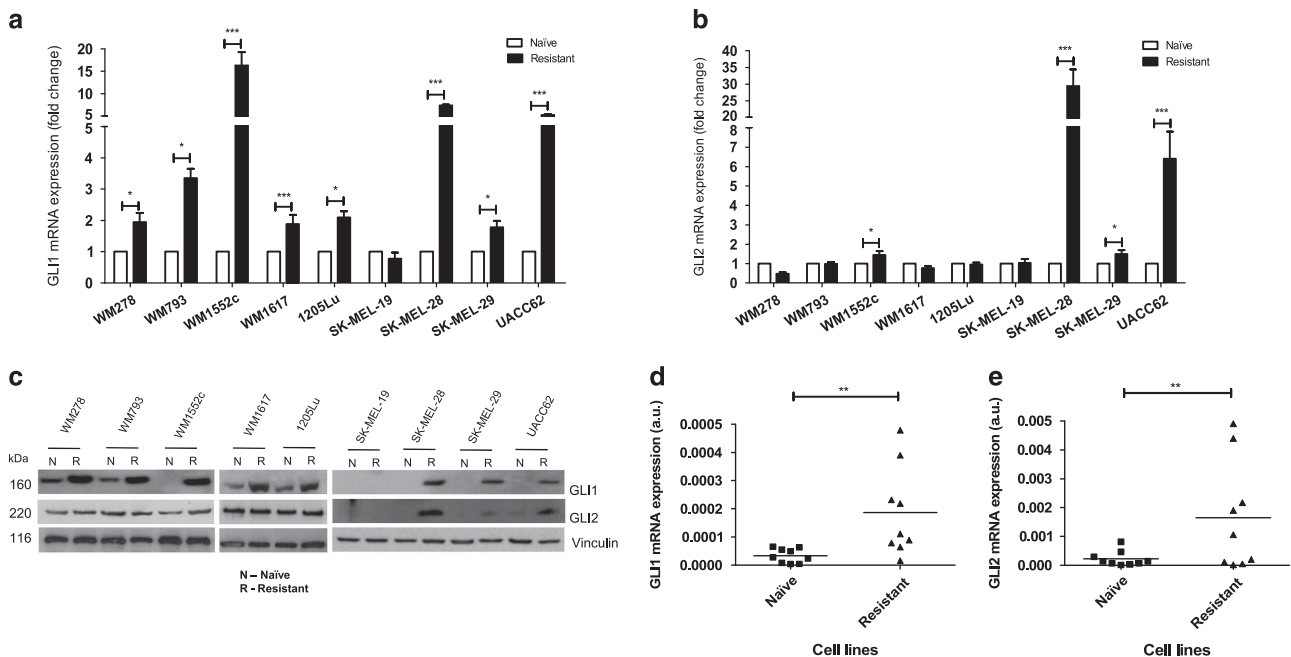 a
GLI1 mRNA expression (fold change)
20
15
10
5
4
3
2
1
0
Naïve
Resistant
*
*
***
***
*
***
*
***
WM278
WM793
WM1552c
WM1617
1205Lu
SK-MEL-19
SK-MEL-28
SK-MEL-29
UACC62
b
GLI2 mRNA expression (fold change)
40
35
30
25
20
15
10
8
6
4
2
1
0
Naïve
Resistant
*
***
*
***
WM278
WM793
WM1552c
WM1617
1205Lu
SK-MEL-19
SK-MEL-28
SK-MEL-29
UACC62
c
WM278
WM793
WM1552c
WM1617
1205Lu
SK-MEL-19
SK-MEL-28
SK-MEL-29
UACC62
kDa
N R N R N R N R N R N R N R N R N R
160 GLI1
220 GLI2
116 Vinculin
N – Naïve
R - Resistant
d
GLI1 mRNA expression (a.u.)
**
0.0005
0.0004
0.0003
0.0002
0.0001
0.0000
Naïve
Resistant
Cell lines
e
GLI2 mRNA expression (a.u.)
**
0.005
0.004
0.003
0.002
0.001
0.000
Naïve
Resistant
Cell lines